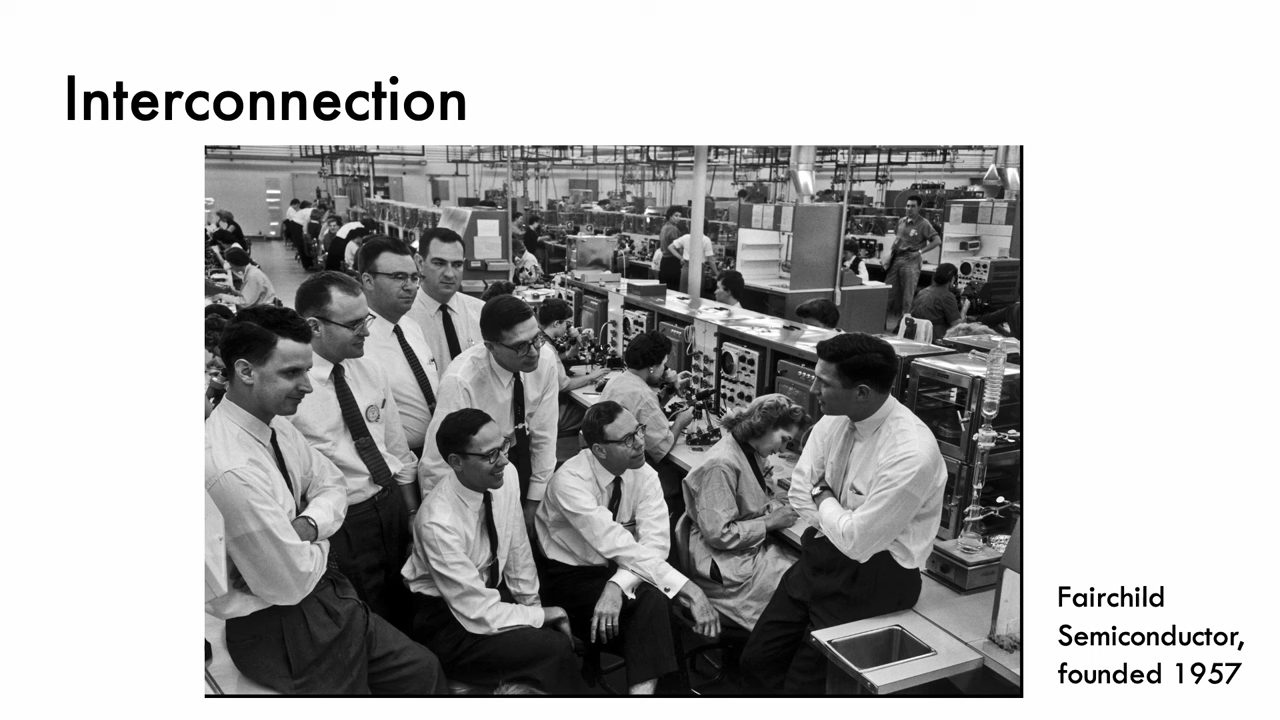 Interconnection
Fairchild
Semiconductor,
founded 1957